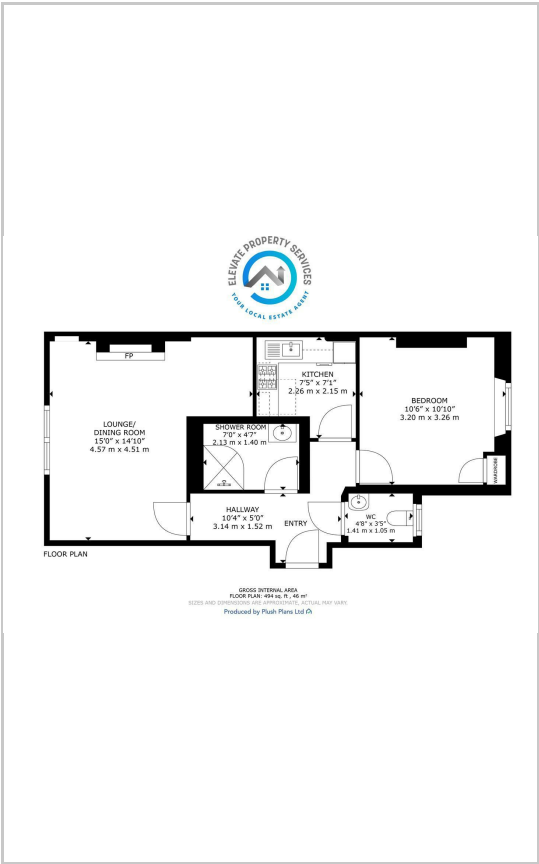 ELEVATE PROPERTY SERVICES
YOUR LOCAL ESTATE AGENT
FP
KITCHEN
7'5" x 7'1"
2.26 m x 2.15 m
LOUNGE/
DINING ROOM
15'0" x 14'10"
4.57 m x 4.51 m
BEDROOM
10'6" x 10'10"
3.20 m x 3.26 m
SHOWER ROOM
7'0" x 4'7"
2.13 m x 1.40 m
WARDROBE
HALLWAY
10'4" x 5'0"
3.14 m x 1.52 m
ENTRY
WC
4'8" x 3'5"
1.41 m x 1.05 m
FLOOR PLAN
GROSS INTERNAL AREA
FLOOR PLAN: 494 sq. ft , 46 m²
SIZES AND DIMENSIONS ARE APPROXIMATE, ACTUAL MAY VARY.
Produced by Plush Plans Ltd